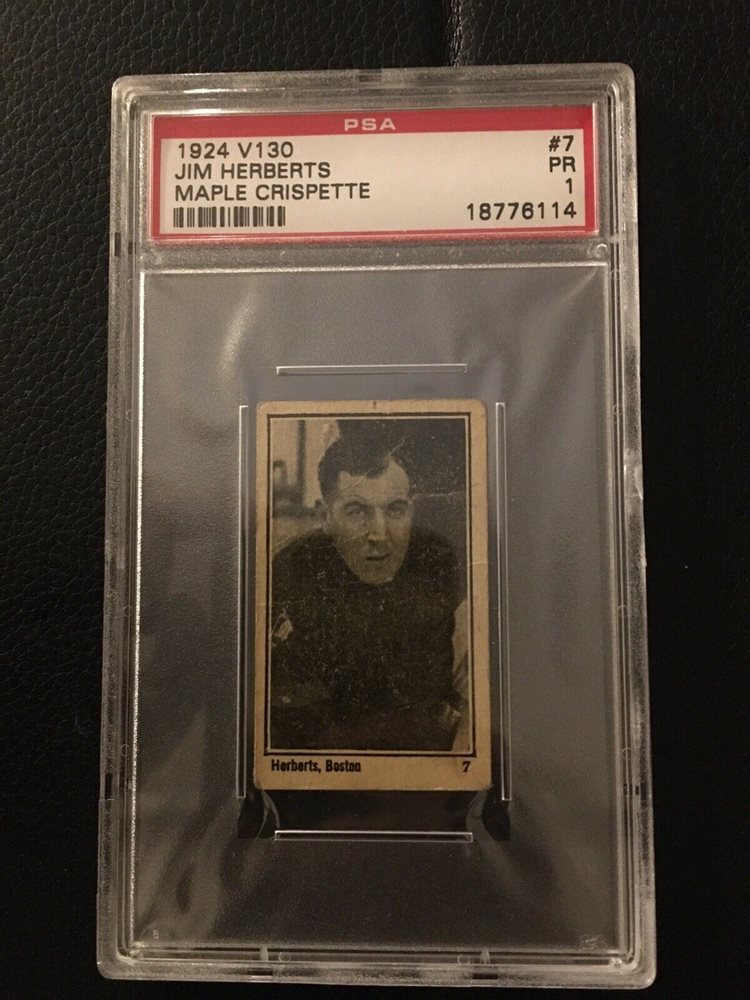 PSA
1924 V130 #7
JIM HERBERTS PR
MAPLE CRISPETTE 1
18776114
Herberts, Boston 7